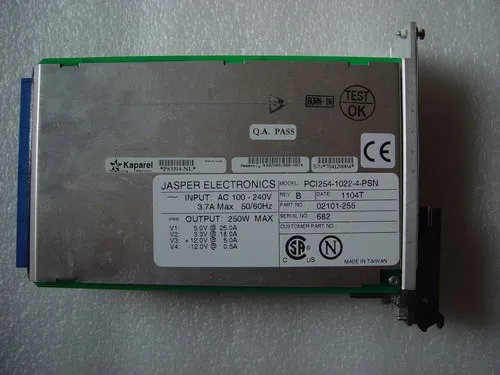 TEST
OK
BURN-IN
Q.A. PASS
CE
Kaparel
JASPER ELECTRONICS
INPUT: AC 100 - 240V
3.7A Max 50/60Hz
OUTPUT: 250W MAX
V1: 5.0V @ 25.0A
V2: 3.3V @ 18.0A
V3: +12.0V @ 5.0A
V4: -12.0V @ 0.5A
MODEL: PCI254-1022-4-PSN
REV. B DATE: 1104T
PART NO. 02101-255
SERIAL NO. 682
CUSTOMER PART NO:
C US
MADE IN TAIWAN